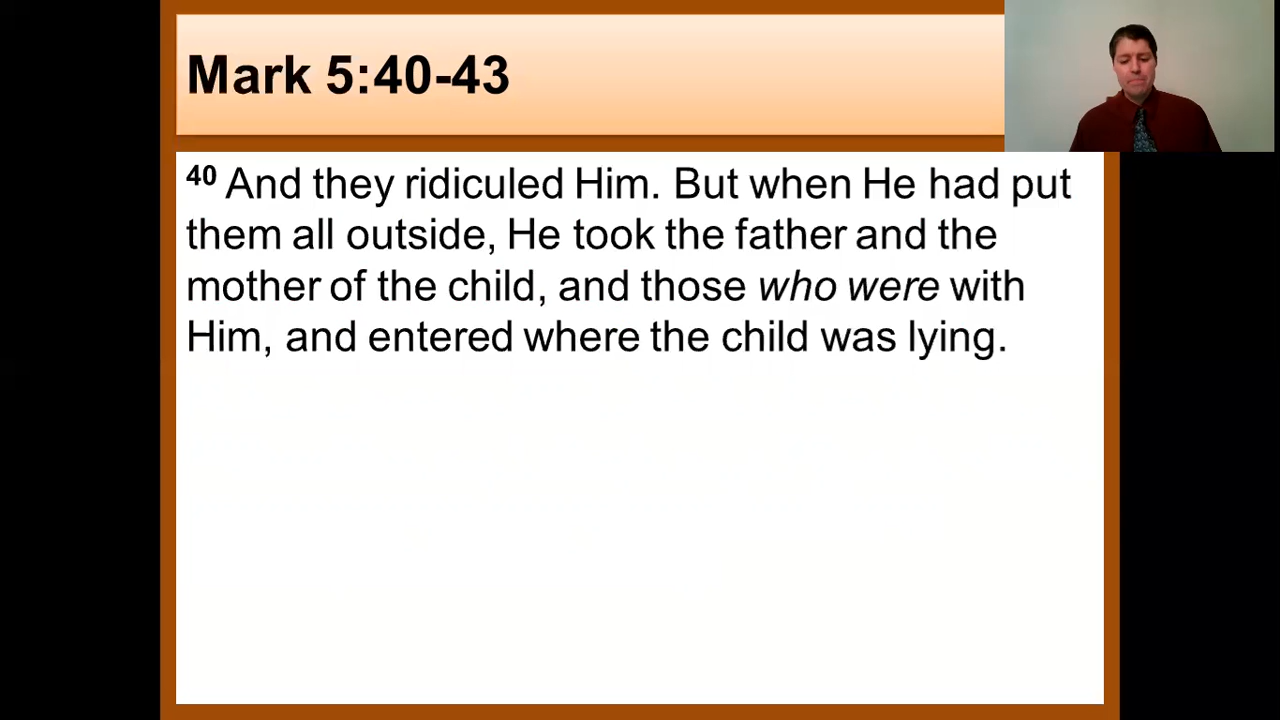 Mark 5:40-43
40 And they ridiculed Him. But when He had put
them all outside, He took the father and the
mother of the child, and those who were with
Him, and entered where the child was lying.